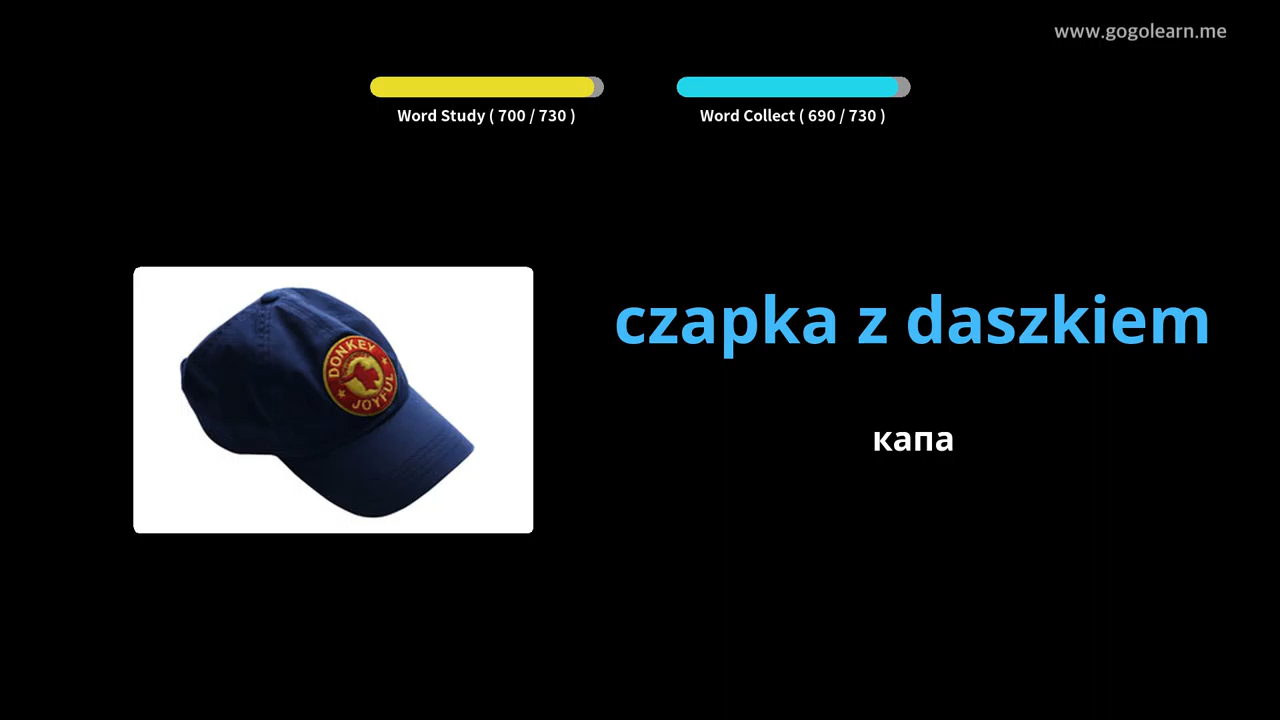 www.gogolearn.me
Word Study ( 700 / 730 )
Word Collect ( 690 / 730 )
DONKEY
JOYFUL
czapka z daszkiem
капа